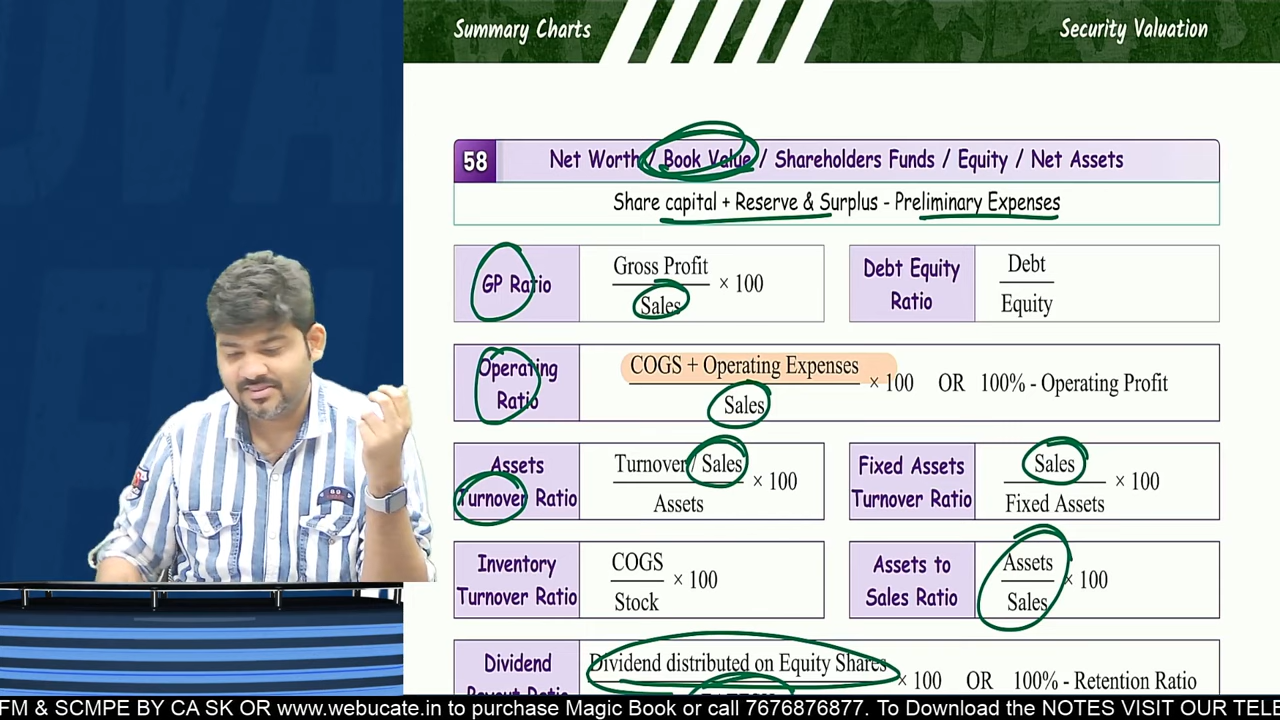 Summary Charts
Security Valuation
58
Net Worth / Book Value / Shareholders Funds / Equity / Net Assets
Share capital + Reserve & Surplus - Preliminary Expenses
GP Ratio
Gross Profit
Sales
× 100
Debt Equity
Ratio
Debt
Equity
Operating
Ratio
COGS + Operating Expenses
Sales
× 100 OR 100% - Operating Profit
Assets
Turnover Ratio
Turnover / Sales
Assets
× 100
Fixed Assets
Turnover Ratio
Sales
Fixed Assets
× 100
Inventory
Turnover Ratio
COGS
Stock
× 100
Assets to
Sales Ratio
Assets
Sales
× 100
Dividend
Payout Ratio
Dividend distributed on Equity Shares
× 100 OR 100% - Retention Ratio
FM & SCMPE BY CA SK OR www.webucate.in to purchase Magic Book or call 7676876877. To Download the NOTES VISIT OUR TELE